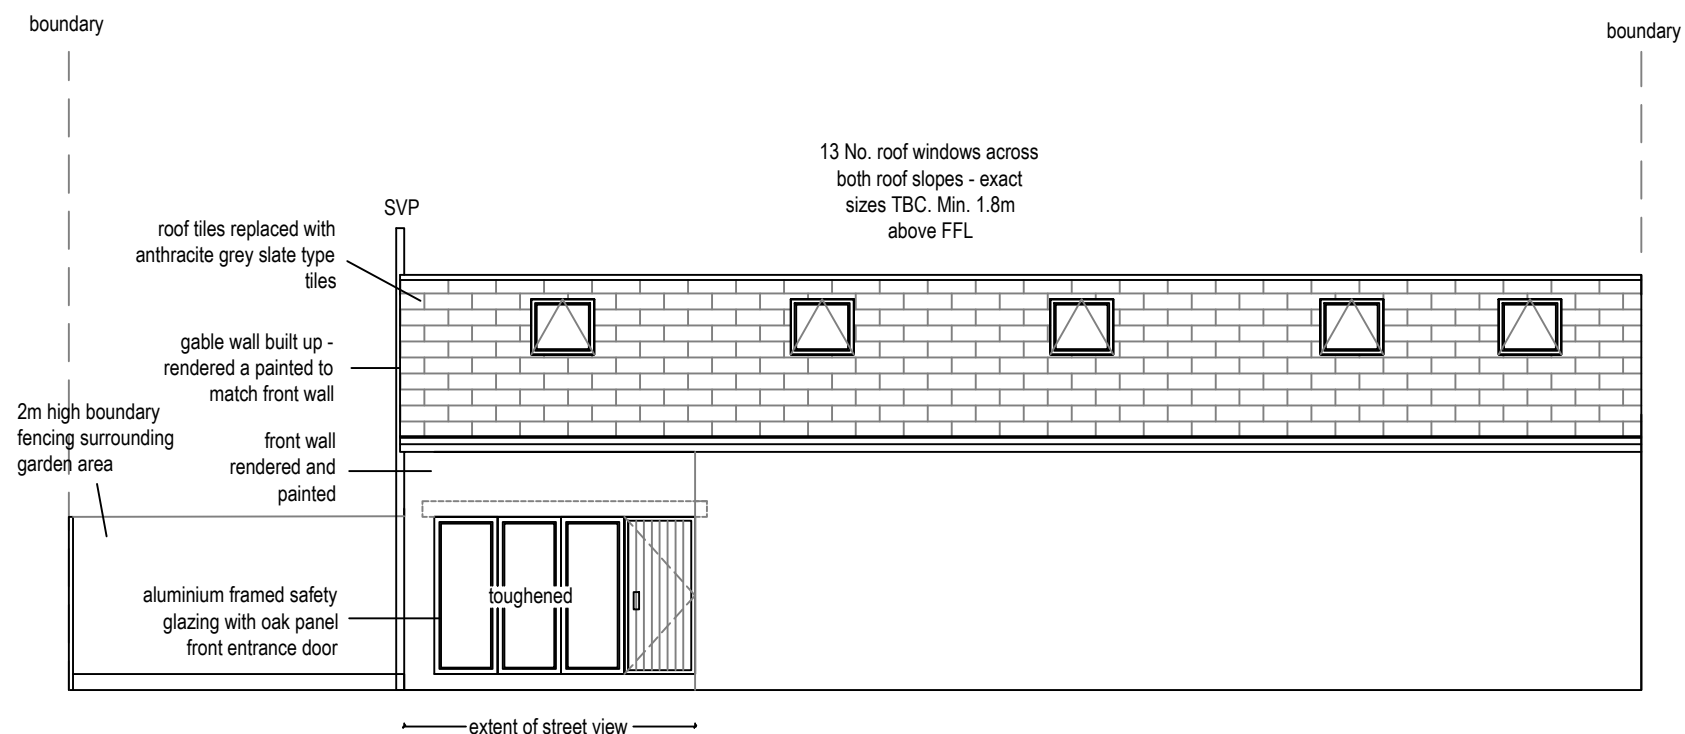 boundary
boundary
13 No. roof windows across
both roof slopes - exact
sizes TBC. Min. 1.8m
above FFL
SVP
roof tiles replaced with
anthracite grey slate type
tiles
gable wall built up -
rendered a painted to
match front wall
2m high boundary
fencing surrounding
garden area
front wall
rendered and
painted
aluminium framed safety
glazing with oak panel
front entrance door
toughened
extent of street view